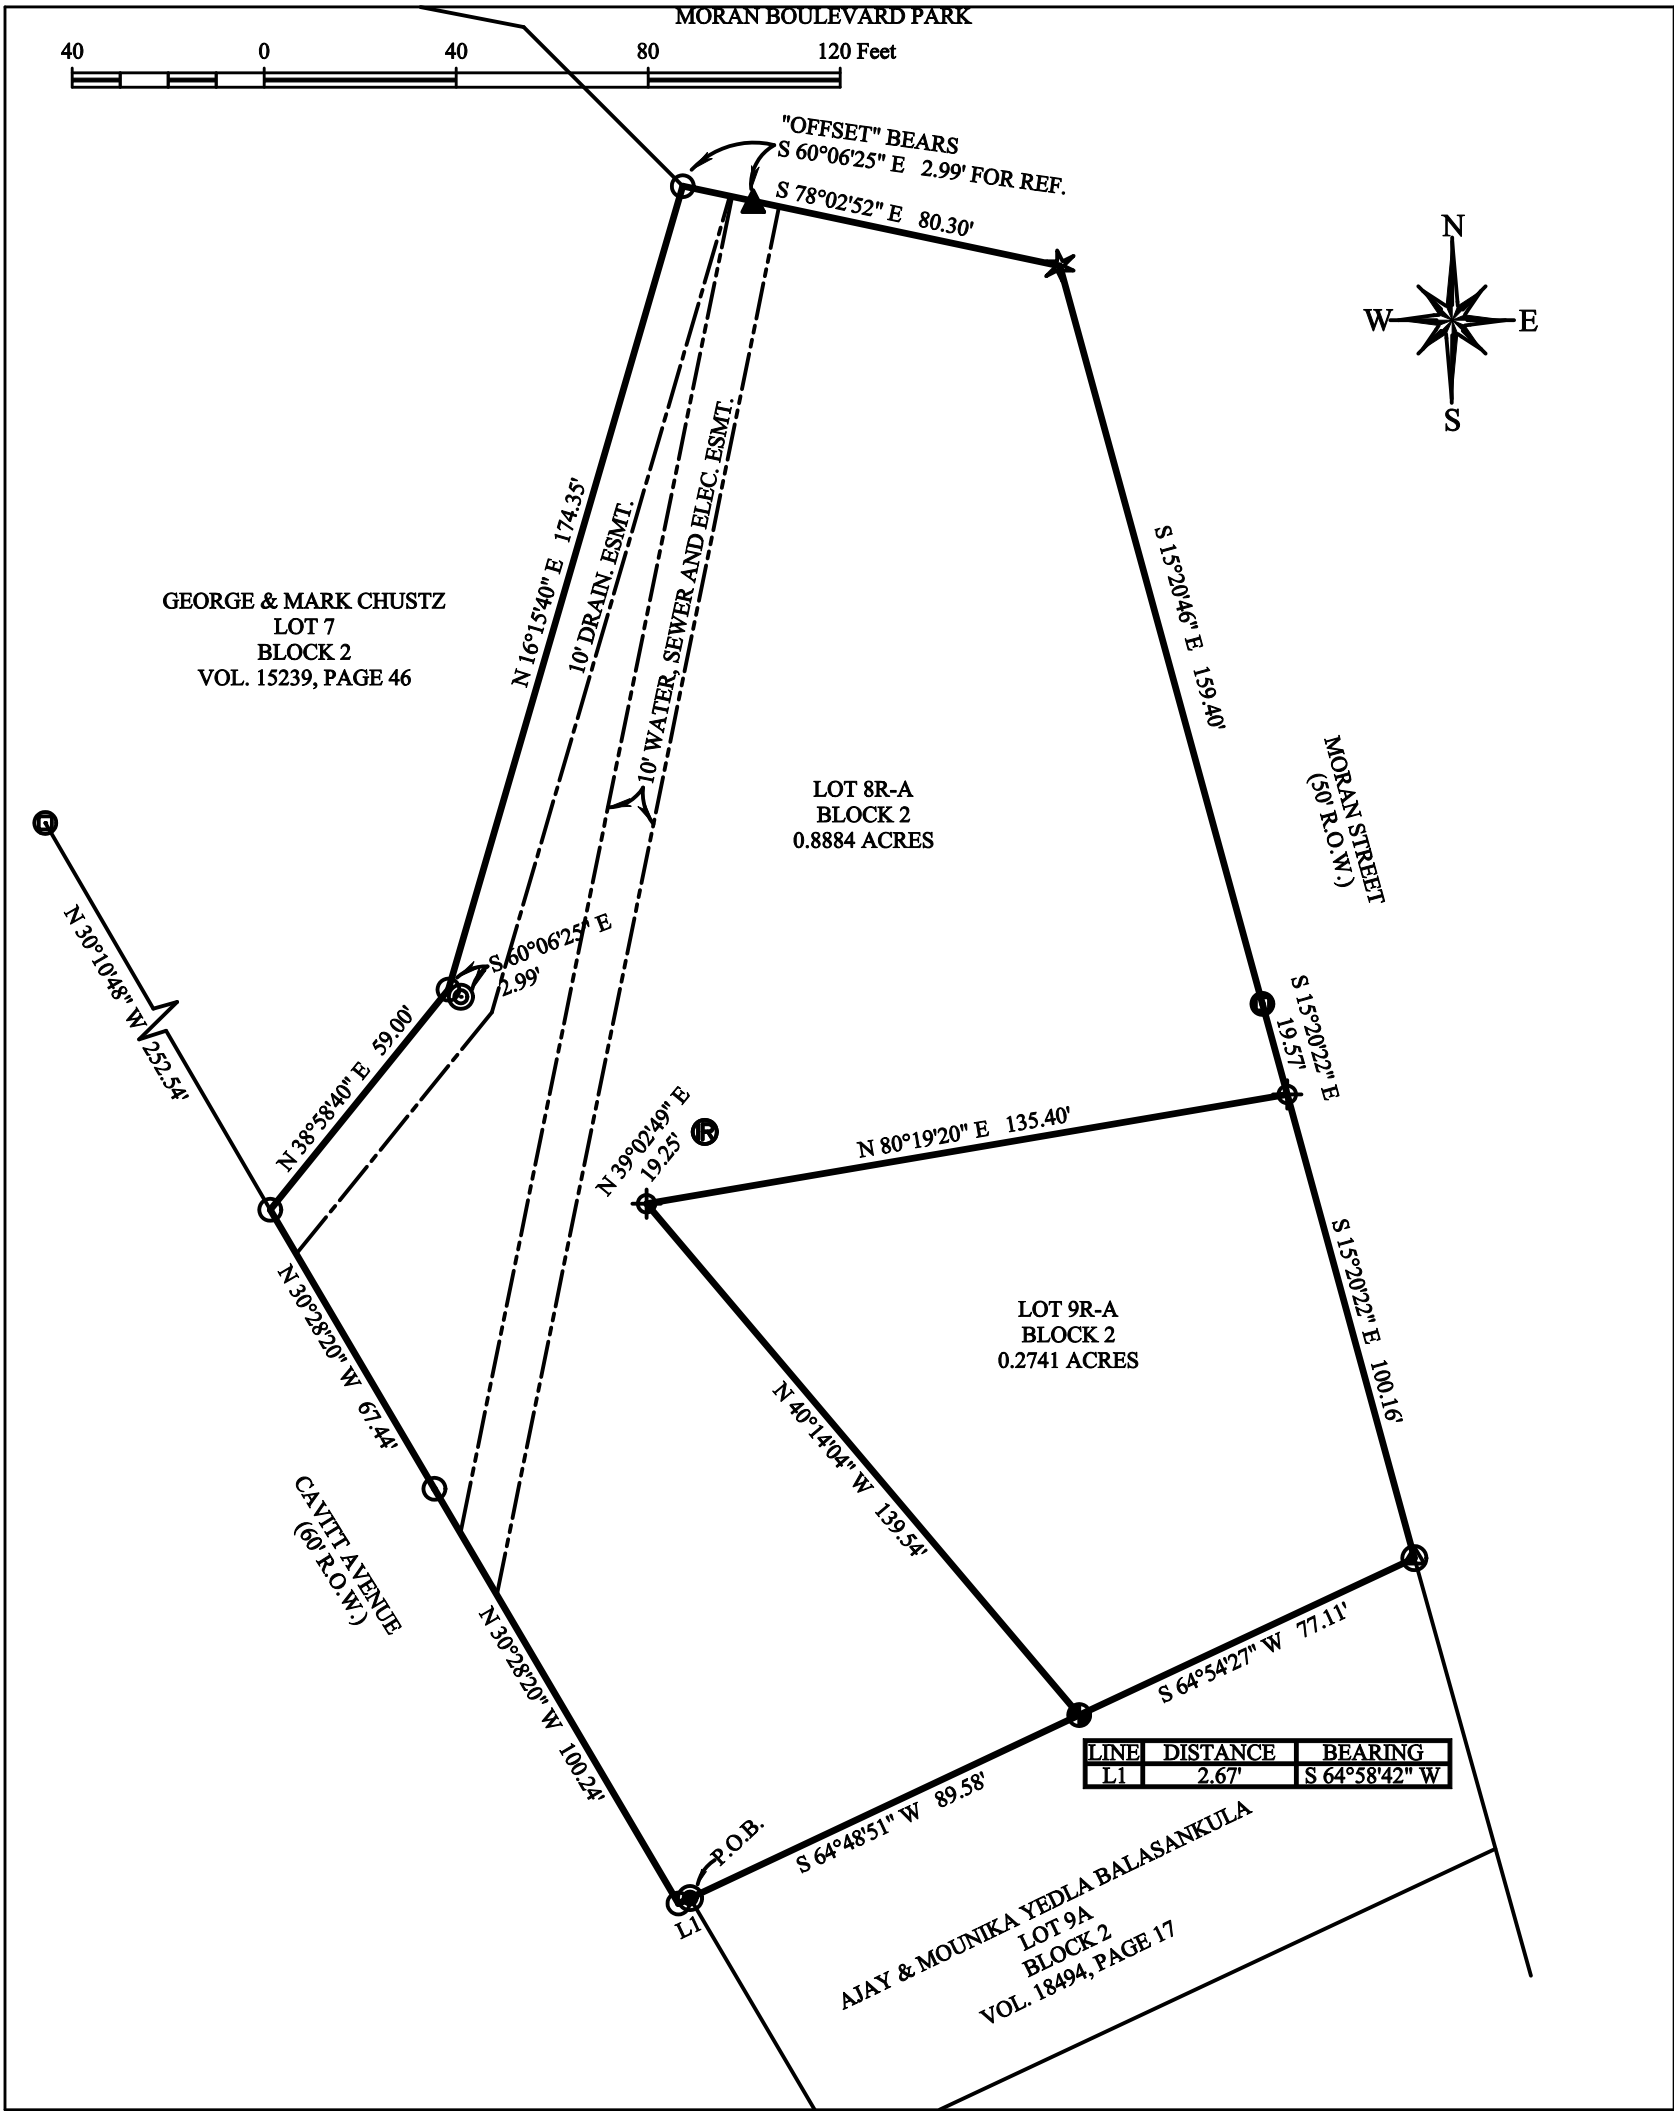 MORAN BOULEVARD PARK
40 0 40 80 120 Feet
"OFFSET" BEARS
S 60°06'25" E 2.99' FOR REF.
S 78°02'52" E 80.30'
N
W E
S
N 16°15'40" E 174.35'
10' DRAIN. ESMT.
10' WATER, SEWER AND ELEC. ESMT.
S 15°20'46" E 159.40'
GEORGE & MARK CHUSTZ
LOT 7
BLOCK 2
VOL. 15239, PAGE 46
LOT 8R-A
BLOCK 2
0.8884 ACRES
MORAN STREET
(50' R.O.W.)
N 30°10'48" W 252.54'
S 60°06'25" E
2.99'
N 38°58'40" E 59.00'
S 15°20'22" E
19.57'
N 39°02'49" E
19.25'
R
N 80°19'20" E 135.40'
N 30°28'20" W 67.44'
S 15°20'22" E 100.16'
LOT 9R-A
BLOCK 2
0.2741 ACRES
N 40°14'04" W 139.54'
CAVITT AVENUE
(60' R.O.W.)
N 30°28'20" W 100.24'
S 64°54'27" W 77.11'
LINE DISTANCE BEARING
L1 2.67' S 64°58'42" W
S 64°48'51" W 89.58'
P.O.B.
L1
AJAY & MOUNIKA YEDLA BALASANKULA
LOT 9A
BLOCK 2
VOL. 18494, PAGE 17